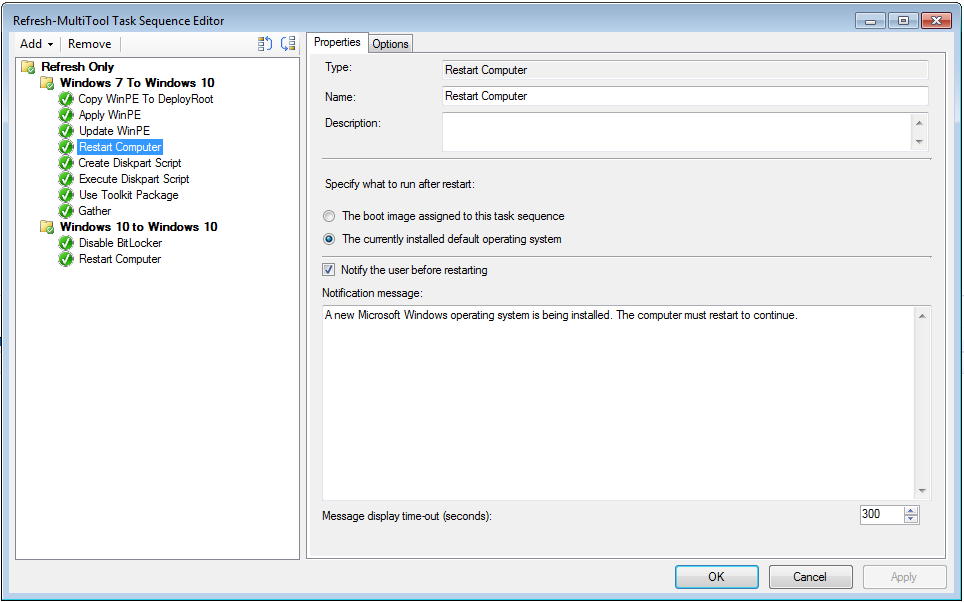 Refresh-MultiTool Task Sequence Editor
Add Remove
Refresh Only
Windows 7 To Windows 10
Copy WinPE To DeployRoot
Apply WinPE
Update WinPE
Restart Computer
Create Diskpart Script
Execute Diskpart Script
Use Toolkit Package
Gather
Windows 10 to Windows 10
Disable BitLocker
Restart Computer
Properties Options
Type: Restart Computer
Name: Restart Computer
Description:
Specify what to run after restart:
The boot image assigned to this task sequence
The currently installed default operating system
Notify the user before restarting
Notification message:
A new Microsoft Windows operating system is being installed. The computer must restart to continue.
Message display time-out (seconds): 300
OK Cancel Apply